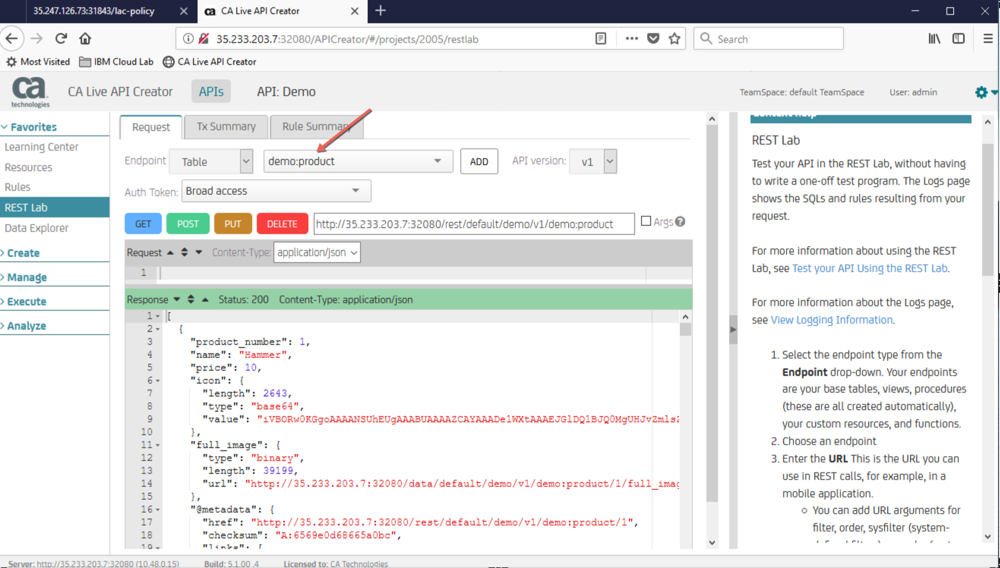 35.247.126.73:31843/lac-policy
ca CA Live API Creator
35.233.203.7:32080/APICreator/#/projects/2005/restlab
Search
Most Visited IBM Cloud Lab CA Live API Creator
ca technologies
CA Live API Creator APIs API: Demo TeamSpace: default TeamSpace User: admin
Favorites
Learning Center
Resources
Rules
REST Lab
Data Explorer
Create
Manage
Execute
Analyze
Request Tx Summary Rule Summary
Endpoint Table demo:product ADD API version: v1
Auth Token: Broad access
GET POST PUT DELETE http://35.233.203.7:32080/rest/default/demo/v1/demo:product Args
Request Content-Type: application/json
1
Response Status: 200 Content-Type: application/json
1 [
2 {
3 "product_number": 1,
4 "name": "Hammer",
5 "price": 10,
6 "icon": {
7 "length": 2643,
8 "type": "base64",
9 "value": "iVBORw0KGgoAAAANSUhEUgAAABUAAAAZCAYAAADe1WXtAAAEJGlDQ1BJQ0MgUHJvZmls
10 },
11 "full_image": {
12 "type": "binary",
13 "length": 39199,
14 "url": "http://35.233.203.7:32080/data/default/demo/v1/demo:product/1/full_imag
15 },
16 "@metadata": {
17 "href": "http://35.233.203.7:32080/rest/default/demo/v1/demo:product/1",
18 "checksum": "A:6569e0d68665a0bc",
19 "links": [
REST Lab
Test your API in the REST Lab, without having
to write a one-off test program. The Logs page
shows the SQLs and rules resulting from your
request.
For more information about using the REST
Lab, see Test your API Using the REST Lab.
For more information about the Logs page,
see View Logging Information.
1. Select the endpoint type from the
Endpoint drop-down. Your endpoints
are your base tables, views, procedures
(these are all created automatically),
your custom resources, and functions.
2. Choose an endpoint
3. Enter the URL This is the URL you can
use in REST calls, for example, in a
mobile application.
You can add URL arguments for
filter, order, sysfilter (system-
Server: http://35.233.203.7:32080 (10.48.0.15) Build: 5.1.00 .4 Licensed to: CA Technologies